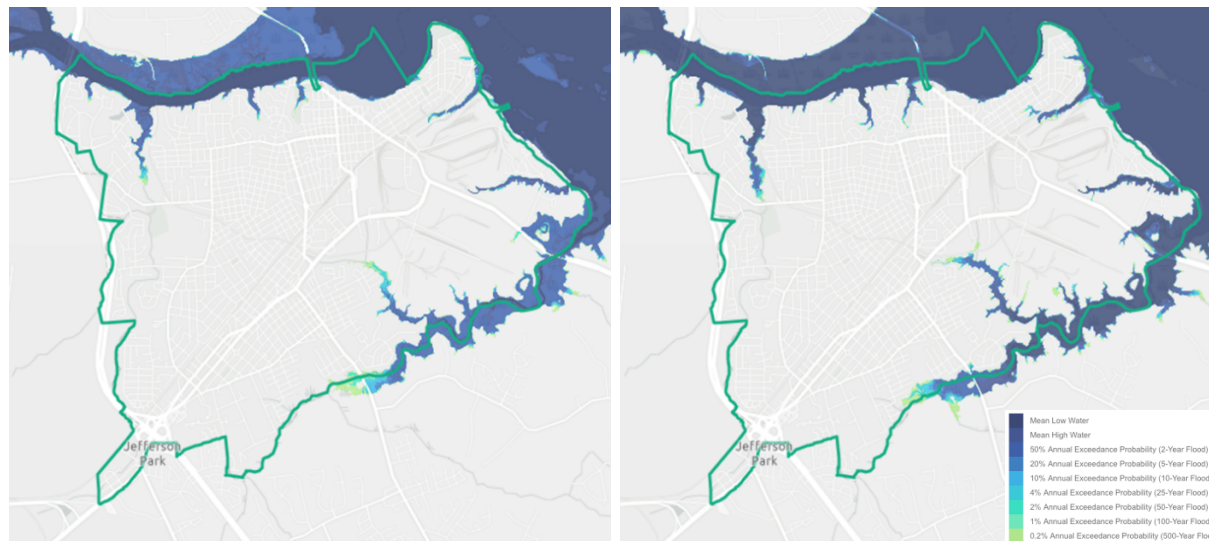 Jefferson
Park
Jefferson
Park
Mean Low Water
Mean High Water
50% Annual Exceedance Probability (2-Year Flood)
20% Annual Exceedance Probability (5-Year Flood)
10% Annual Exceedance Probability (10-Year Flood
4% Annual Exceedance Probability (25-Year Flood)
2% Annual Exceedance Probability (50-Year Flood)
1% Annual Exceedance Probability (100-Year Flood
0.2% Annual Exceedance Probability (500-Year Floo